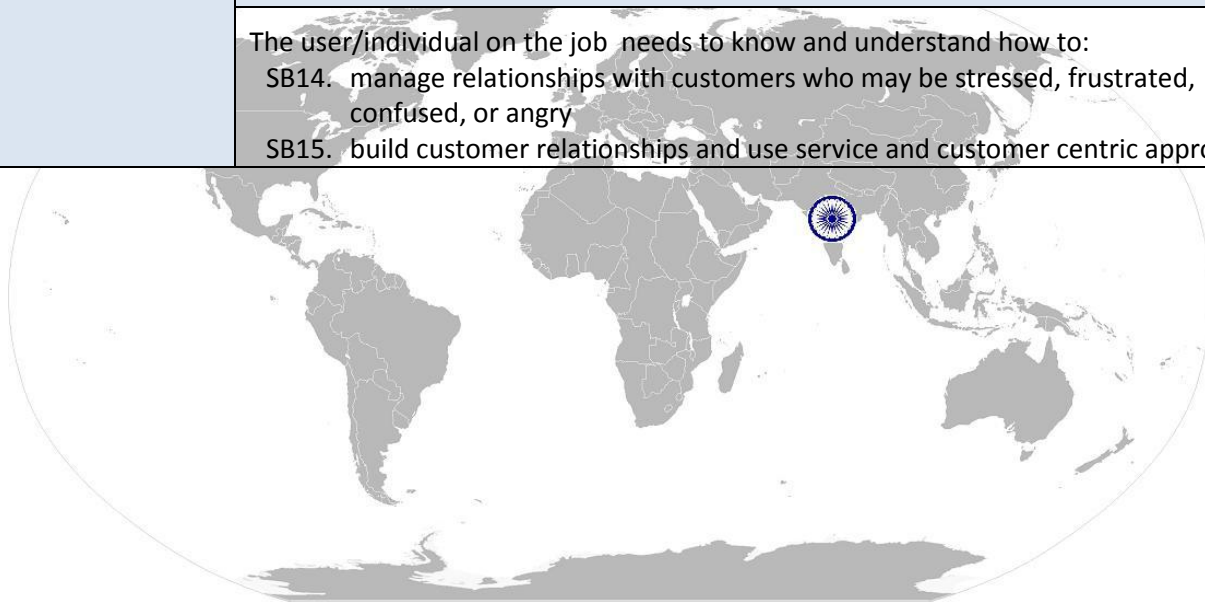 The user/individual on the job needs to know and understand how to:
SB14. manage relationships with customers who may be stressed, frustrated,
confused, or angry
SB15. build customer relationships and use service and customer centric